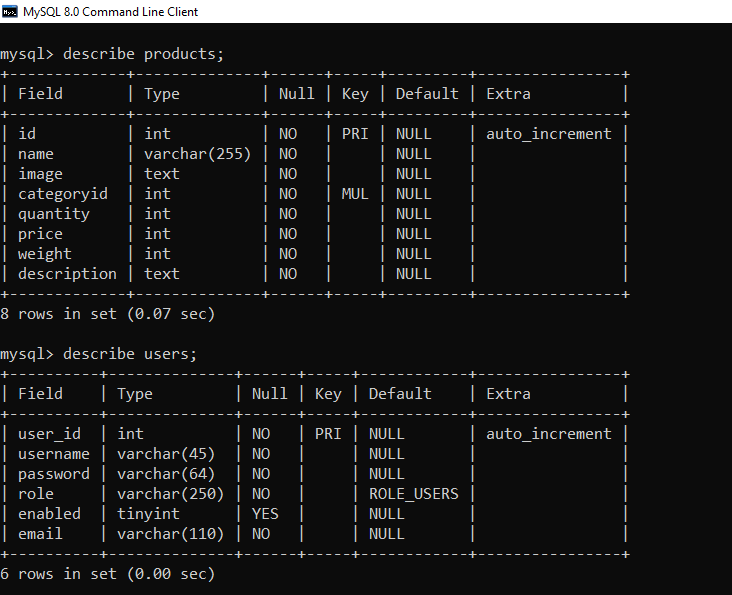 MySQL 8.0 Command Line Client
mysql> describe products;
+-------------+--------------+------+-----+---------+----------------+
| Field       | Type         | Null | Key | Default | Extra          |
+-------------+--------------+------+-----+---------+----------------+
| id          | int          | NO   | PRI | NULL    | auto_increment |
| name        | varchar(255) | NO   |     | NULL    |                |
| image       | text         | NO   |     | NULL    |                |
| categoryid  | int          | NO   | MUL | NULL    |                |
| quantity    | int          | NO   |     | NULL    |                |
| price       | int          | NO   |     | NULL    |                |
| weight      | int          | NO   |     | NULL    |                |
| description | text         | NO   |     | NULL    |                |
+-------------+--------------+------+-----+---------+----------------+
8 rows in set (0.07 sec)
mysql> describe users;
+----------+--------------+------+-----+------------+----------------+
| Field    | Type         | Null | Key | Default    | Extra          |
+----------+--------------+------+-----+------------+----------------+
| user_id  | int          | NO   | PRI | NULL       | auto_increment |
| username | varchar(45)  | NO   |     | NULL       |                |
| password | varchar(64)  | NO   |     | NULL       |                |
| role     | varchar(250) | NO   |     | ROLE_USERS |                |
| enabled  | tinyint      | YES  |     | NULL       |                |
| email    | varchar(110) | NO   |     | NULL       |                |
+----------+--------------+------+-----+------------+----------------+
6 rows in set (0.00 sec)